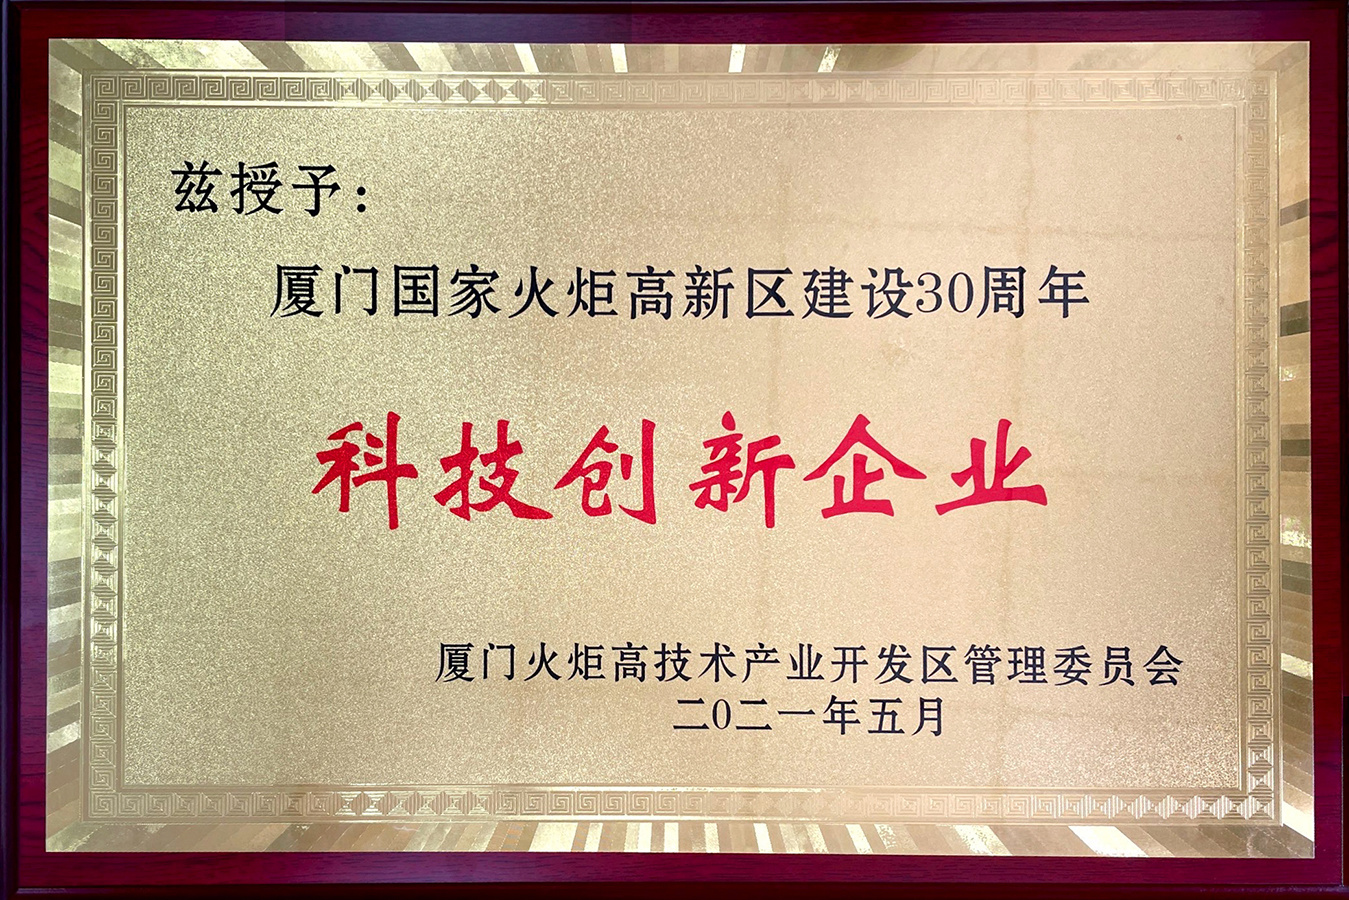 兹授予：
厦门国家火炬高新区建设30周年
科技创新企业
厦门火炬高技术产业开发区管理委员会
二0二一年五月